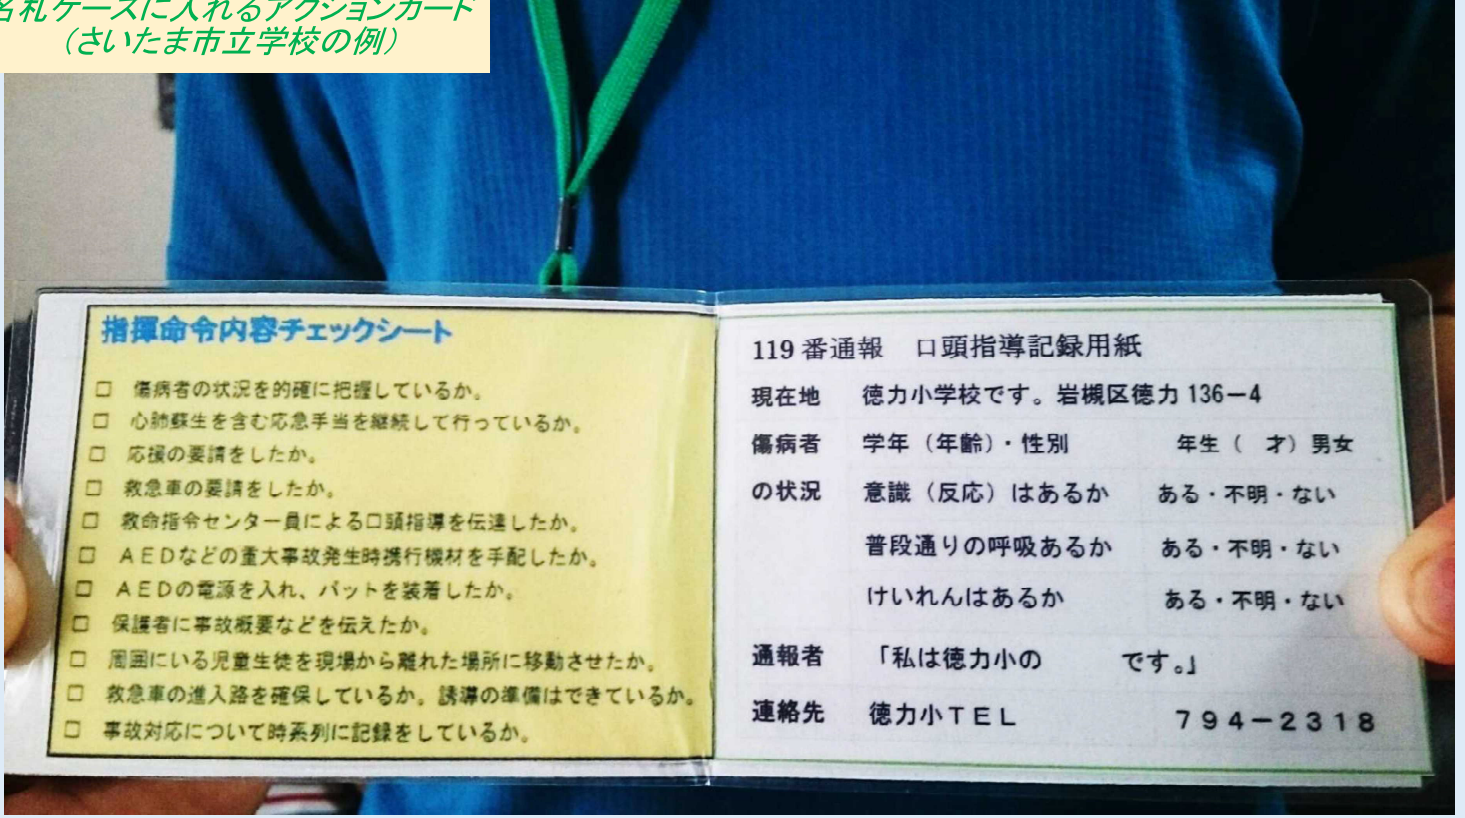 名札ケースに入れるアクションカード
（さいたま市立学校の例）
指揮命令内容チェックシート
□ 傷病者の状況を的確に把握しているか。
□ 心肺蘇生を含む応急手当を継続して行っているか。
□ 応援の要請をしたか。
□ 救急車の要請をしたか。
□ 救命指令センター員による口頭指導を伝達したか。
□ ＡＥＤなどの重大事故発生時携行機材を手配したか。
□ ＡＥＤの電源を入れ、パットを装着したか。
□ 保護者に事故概要などを伝えたか。
□ 周囲にいる児童生徒を現場から離れた場所に移動させたか。
□ 救急車の進入路を確保しているか。誘導の準備はできているか。
□ 事故対応について時系列に記録をしているか。
119番通報　口頭指導記録用紙
現在地　徳力小学校です。岩槻区徳力136－4
傷病者　学年（年齢）・性別　年生（　才）男女
の状況　意識（反応）はあるか　ある・不明・ない
普段通りの呼吸あるか　ある・不明・ない
けいれんはあるか　ある・不明・ない
通報者　「私は徳力小の　　です。」
連絡先　徳力小ＴＥＬ　７９４－２３１８